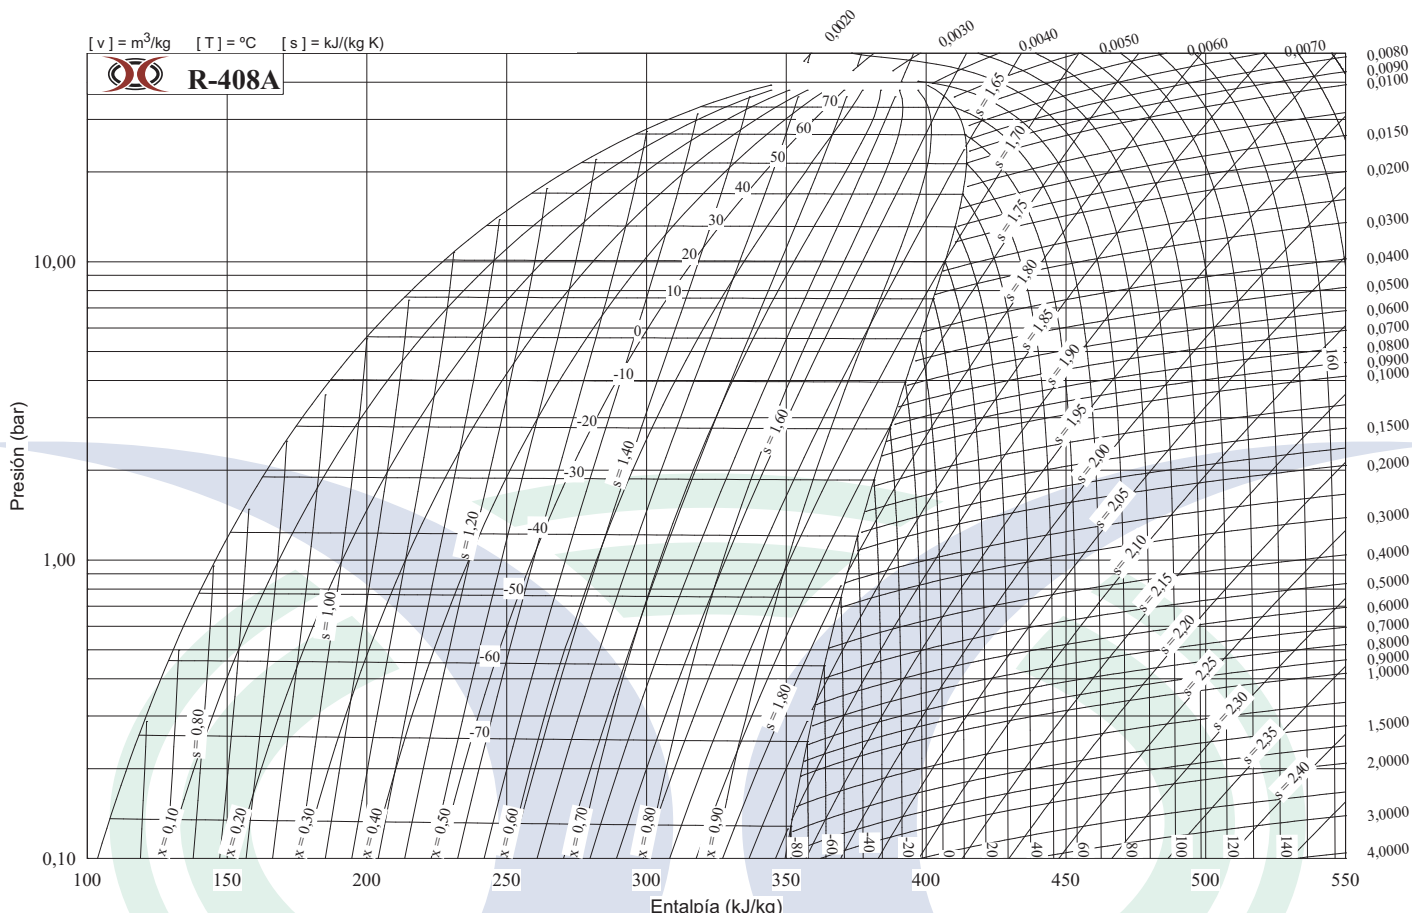 [ v ] = m3/kg [ T ] = ºC [ s ] = kJ/(kg K)
R-408A
0,0020
0,0030
0,0040
0,0050
0,0060
0,0070
0,0080
0,0090
0,0100
0,0150
0,0200
0,0300
0,0400
0,0500
0,0600
0,0700
0,0800
0,0900
0,1000
0,1500
0,2000
0,3000
0,4000
0,5000
0,6000
0,7000
0,8000
0,9000
1,0000
1,5000
2,0000
3,0000
4,0000
70
60
50
40
30
20
10
0
-10
-20
-30
-40
-50
-60
-70
s = 1,65
s = 1,70
s = 1,75
s = 1,80
s = 1,85
s = 1,90
s = 1,95
s = 2,00
s = 2,05
s = 2,10
s = 2,15
s = 2,20
s = 2,25
s = 2,30
s = 2,35
s = 2,40
s = 0,80
s = 1,00
s = 1,20
s = 1,40
s = 1,60
s = 1,80
160
x = 0,10
x = 0,20
x = 0,30
x = 0,40
x = 0,50
x = 0,60
x = 0,70
x = 0,80
x = 0,90
-80
-60
-40
-20
0
20
40
60
80
100
120
140
Presión (bar)
10,00
1,00
0,10
100
150
200
250
300
350
400
450
500
550
Entalpía (kJ/kg)